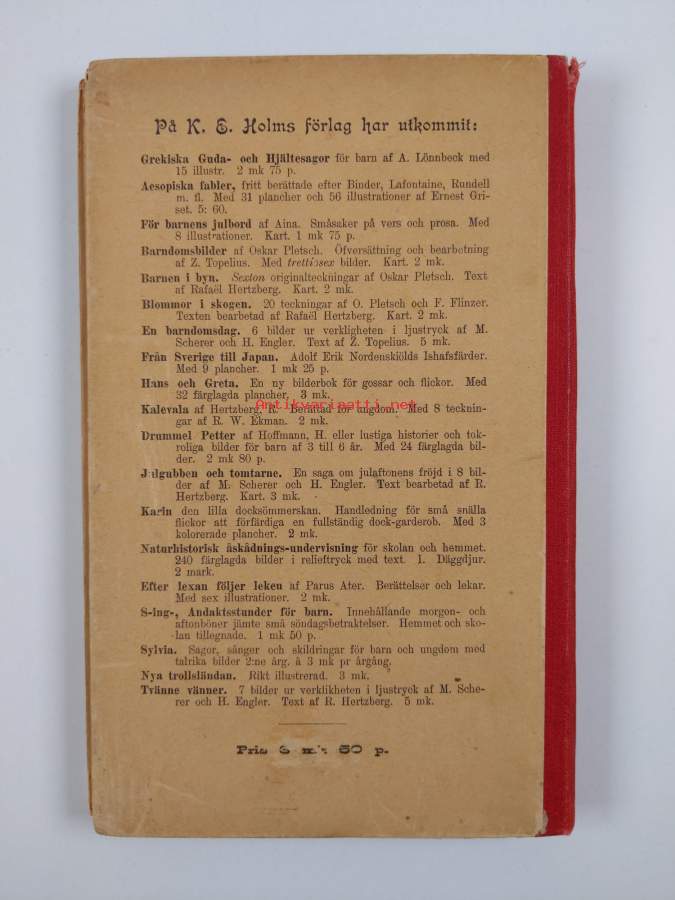 På K. E. Holms förlag har utkommit:
Grekiska Guda- och Hjältesagor för barn af A. Lönnbeck med
15 illustr. 2 mk 75 p.
Aesopiska fabler, fritt berättade efter Binder, Lafontaine, Rundell
m. fl. Med 31 plancher och 56 illustrationer af Ernest Gri-
set. 5: 60.
För barnens julbord af Aina. Småsaker på vers och prosa. Med
8 illustrationer. Kart. 1 mk 75 p.
Barndomsbilder af Oskar Pletsch. Öfversättning och bearbetning
af Z. Topelius. Med trettiosex bilder. Kart. 2 mk.
Barnen i byn. Sexton originalteckningar af Oskar Pletsch. Text
af Rafaël Hertzberg. Kart. 2 mk.
Blommor i skogen. 20 teckningar af O. Pletsch och F. Flinzer.
Texten bearbetad af Rafaël Hertzberg. Kart. 2 mk.
En barndomsdag. 6 bilder ur verkligheten i ljustryck af M.
Scherer och H. Engler. Text af Z. Topelius. 5 mk.
Från Sverige till Japan. Adolf Erik Nordenskiölds Ishafsfärder.
Med 9 plancher. 1 mk 25 p.
Hans och Greta. En ny bilderbok för gossar och flickor. Med
32 färglagda plancher. 3 mk.
Antikvariaatti.net
Kalevala af Hertzberg, R. Berättad för ungdom. Med 8 tecknin-
gar af R. W. Ekman. 2 mk.
Drummel Petter af Hoffmann, H. eller lustiga historier och tok-
roliga bilder för barn af 3 till 6 år. Med 24 färglagda bil-
der. 2 mk 80 p.
Julgubben och tomtarne. En saga om julaftonens fröjd i 8 bil-
der af M. Scherer och H. Engler. Text bearbetad af R.
Hertzberg. Kart. 3 mk.
Karin den lilla docksömmerskan. Handledning för små snälla
flickor att förfärdiga en fullständig dock-garderob. Med 3
kolorerade plancher. 2 mk.
Naturhistorisk åskådnings-undervisning för skolan och hemmet.
240 färglagda bilder i relieftryck med text. I. Däggdjur.
2 mark.
Efter lexan följer leken af Parus Ater. Berättelser och lekar.
Med sex illustrationer. 2 mk.
S-ing-, Andaktsstunder för barn. Innehållande morgon- och
aftonböner jämte små söndagsbetraktelser. Hemmet och sko-
lan tillegnade. 1 mk 50 p.
Sylvia. Sagor, sånger och skildringar för barn och ungdom med
talrika bilder 2:ne årg. à 3 mk pr årgång.
Nya trollsländan. Rikt illustrerad. 3 mk.
Tvänne vänner. 7 bilder ur verklikheten i ljustryck af M. Sche-
rer och H. Engler. Text af R. Hertzberg. 5 mk.
Pris mk 50 p.